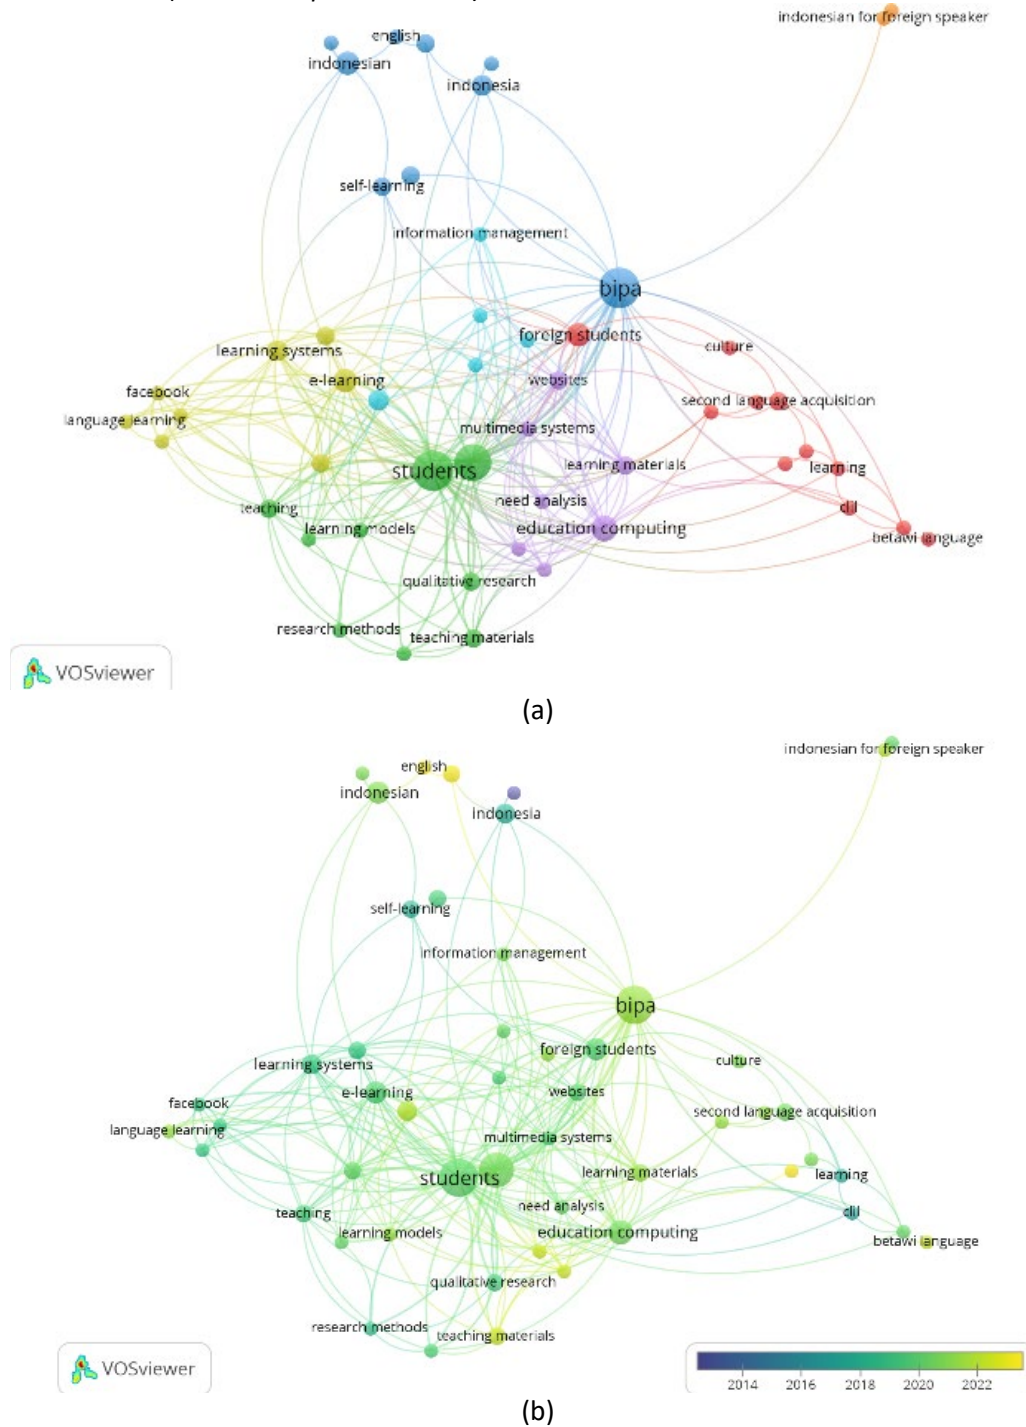 indonesian for foreign speaker
english
indonesian
indonesia
self-learning
information management
bipa
foreign students
culture
learning systems
e-learning
websites
facebook
second language acquisition
language learning
multimedia systems
students
learning materials
learning
need analysis
teaching
clil
learning models
education computing
betawi language
qualitative research
research methods
teaching materials
VOSviewer
(a)
indonesian for foreign speaker
english
indonesian
indonesia
self-learning
information management
bipa
foreign students
culture
learning systems
e-learning
websites
facebook
second language acquisition
language learning
multimedia systems
students
learning materials
learning
need analysis
teaching
clil
learning models
education computing
betawi language
qualitative research
research methods
teaching materials
VOSviewer
2014 2016 2018 2020 2022
(b)